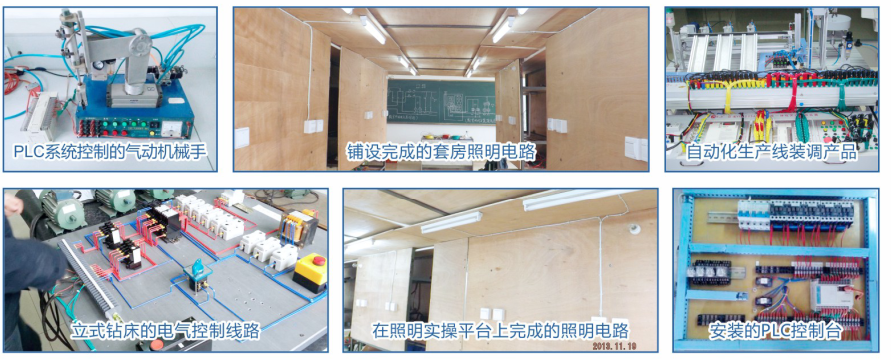 PLC系统控制的气动机械手
铺设完成的套房照明电路
自动化生产线装调产品
立式钻床的电气控制线路
在照明实操平台上完成的照明电路
2013.11.19
安装的PLC控制台